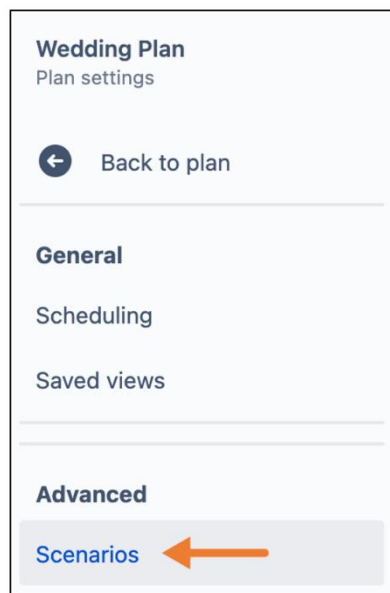 Wedding Plan
Plan settings
Back to plan
General
Scheduling
Saved views
Advanced
Scenarios